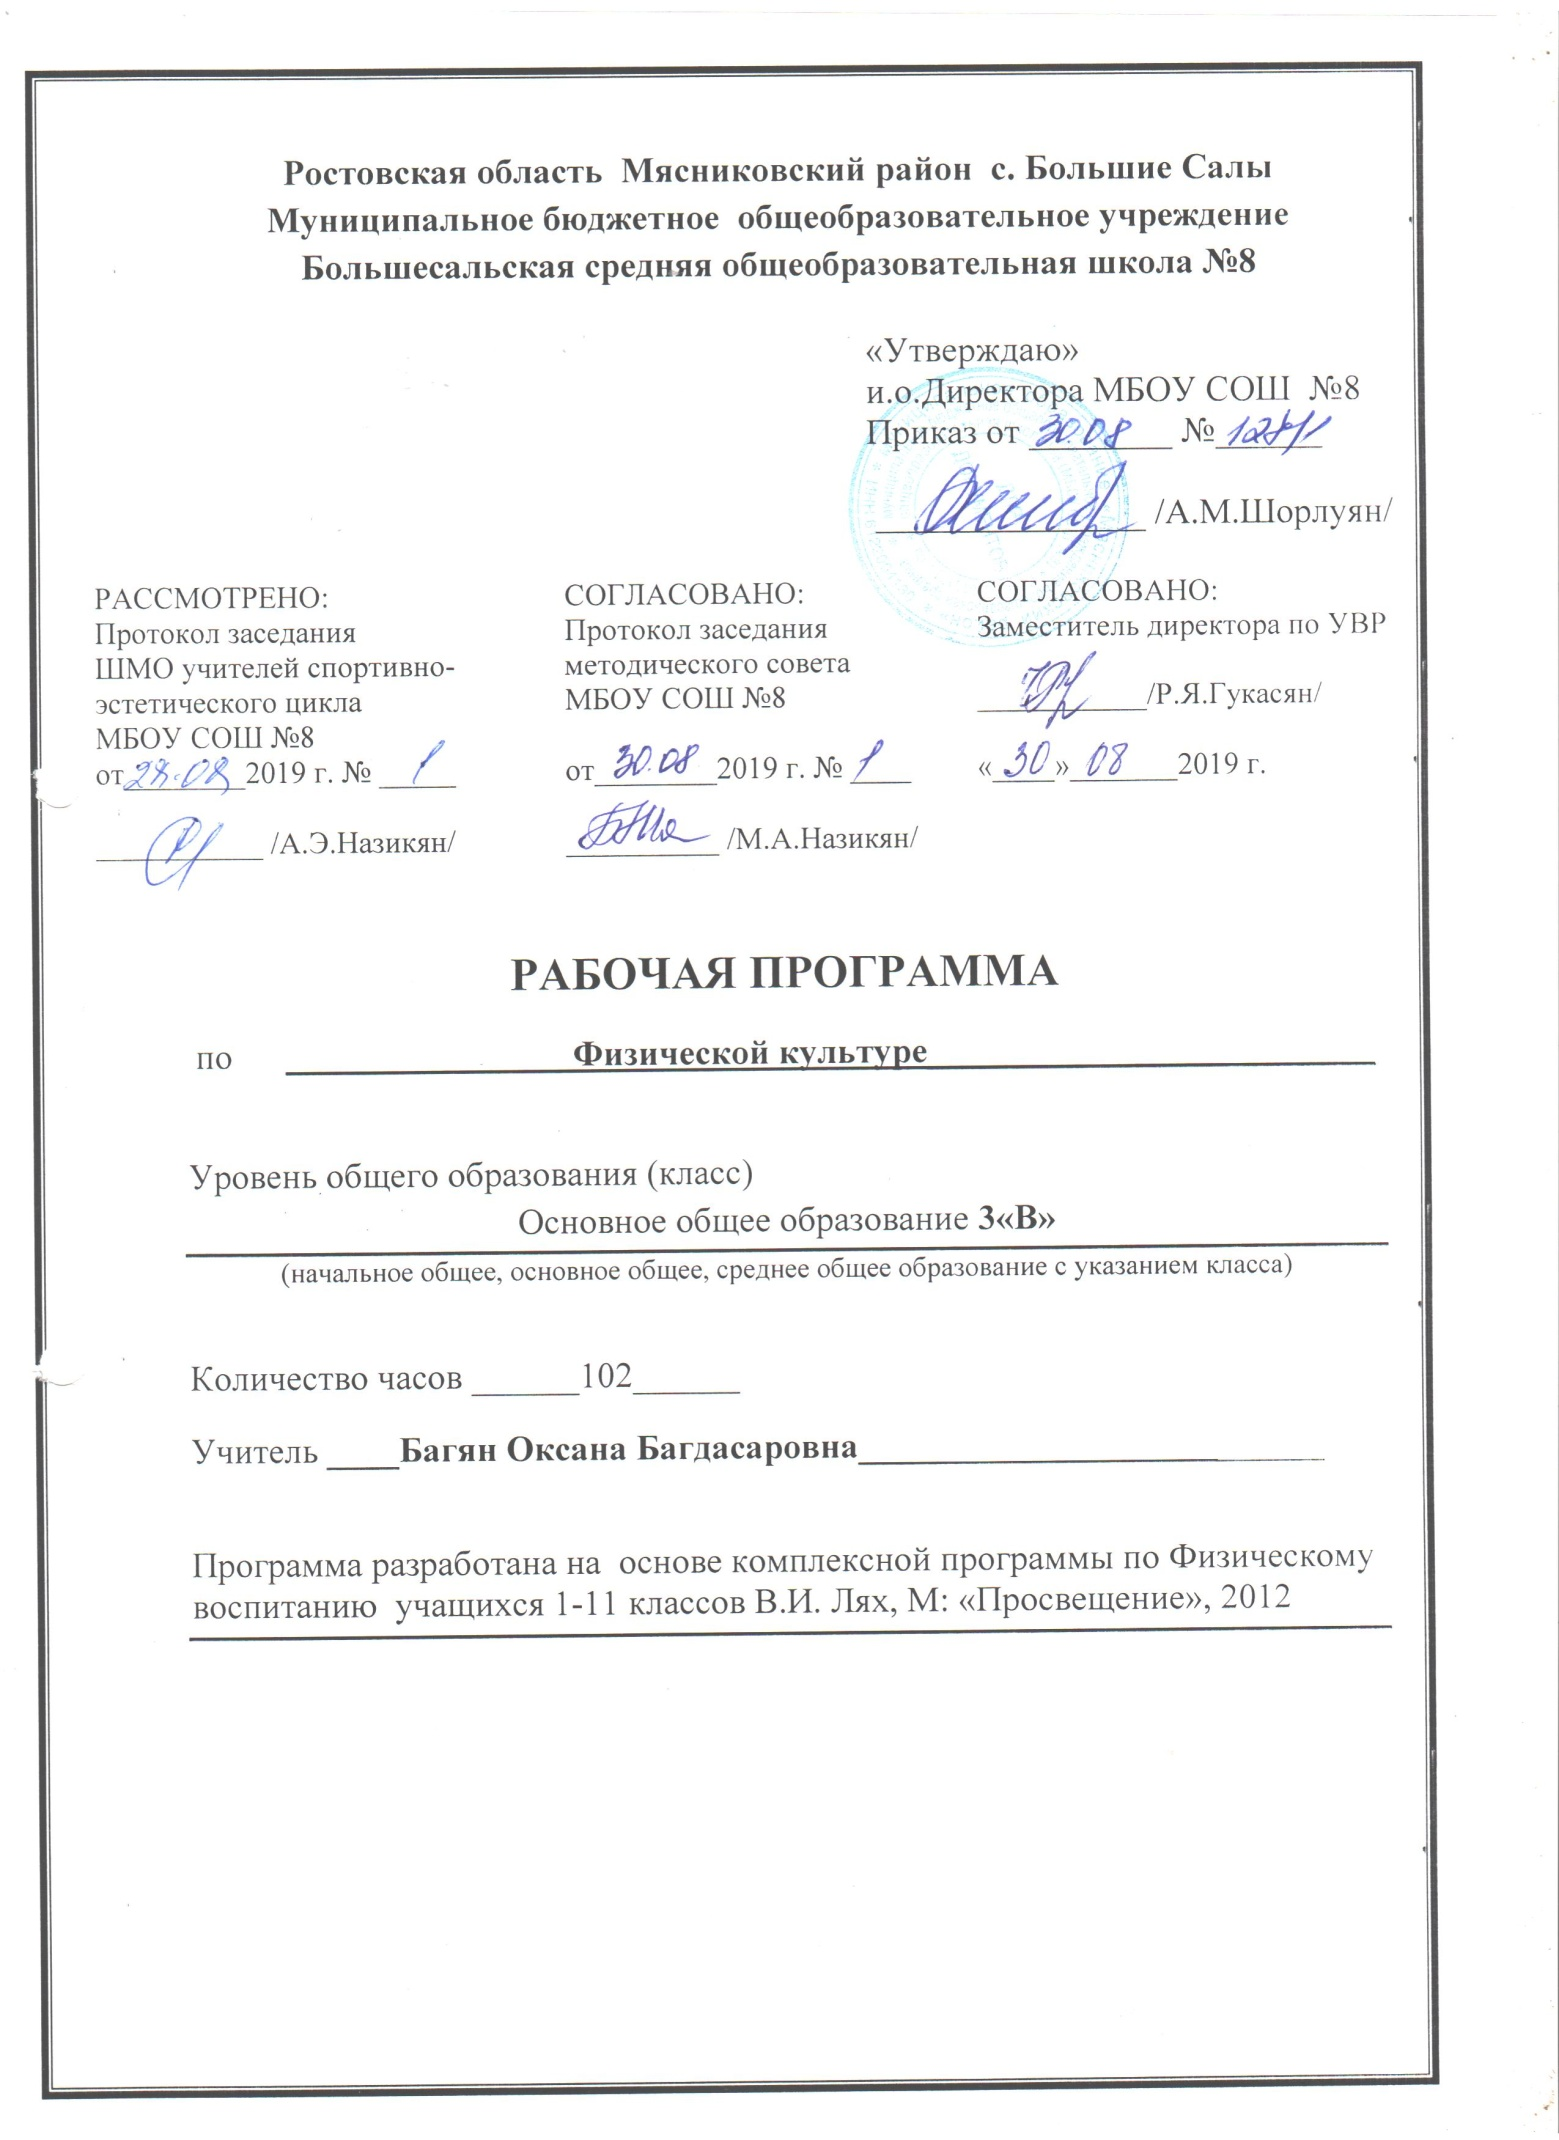 Ростовская область  Мясниковский район  с. Большие Салы
Муниципальное бюджетное  общеобразовательное учреждение
Большесальская средняя общеобразовательная школа №8
«Утверждаю»
и.о.Директора МБОУ СОШ  №8
Приказ от 30.08 №
/А.М.Шорлуян/
РАССМОТРЕНО:
Протокол заседания
ШМО учителей спортивно-
эстетического цикла
МБОУ СОШ №8
от 2019 г. № 1
/А.Э.Назикян/
СОГЛАСОВАНО:
Протокол заседания
методического совета
МБОУ СОШ №8
от 30.08 2019 г. № 1
/М.А.Назикян/
СОГЛАСОВАНО:
Заместитель директора по УВР
/Р.Я.Гукасян/
«30» 08 2019 г.
РАБОЧАЯ ПРОГРАММА
по Физической культуре
Уровень общего образования (класс)
Основное общее образование 3«В»
(начальное общее, основное общее, среднее общее образование с указанием класса)
Количество часов ______102______
Учитель ____Багян Оксана Багдасаровна
Программа разработана на  основе комплексной программы по Физическому
воспитанию  учащихся 1-11 классов В.И. Лях, М: «Просвещение», 2012